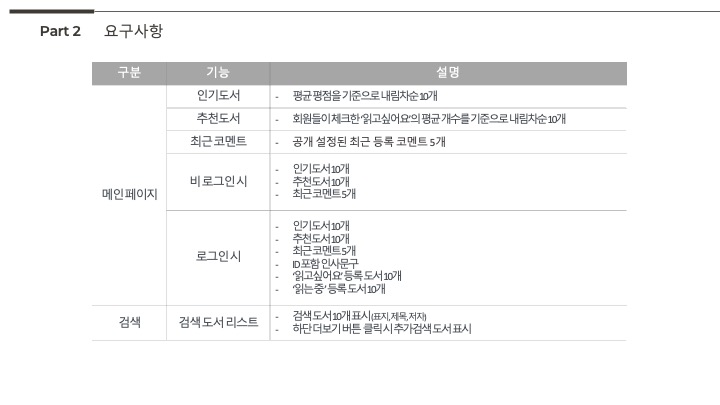 Part 2 요구사항
구분 기능 설명
메인페이지
인기도서 - 평균 평점을 기준으로 내림차순 10개
추천도서 - 회원들이 체크한 '읽고싶어요'의 평균 개수를 기준으로 내림차순 10개
최근 코멘트 - 공개 설정된 최근 등록 코멘트 5개
비로그인시
- 인기도서 10개
- 추천도서 10개
- 최근 코멘트 5개
로그인시
- 인기도서 10개
- 추천도서 10개
- 최근 코멘트 5개
- ID 포함 인사문구
- '읽고싶어요' 등록 도서 10개
- '읽는 중' 등록 도서 10개
검색 검색 도서 리스트
- 검색 도서 10개 표시 (표지, 제목, 저자)
- 하단 더보기 버튼 클릭 시 추가 검색 도서 표시